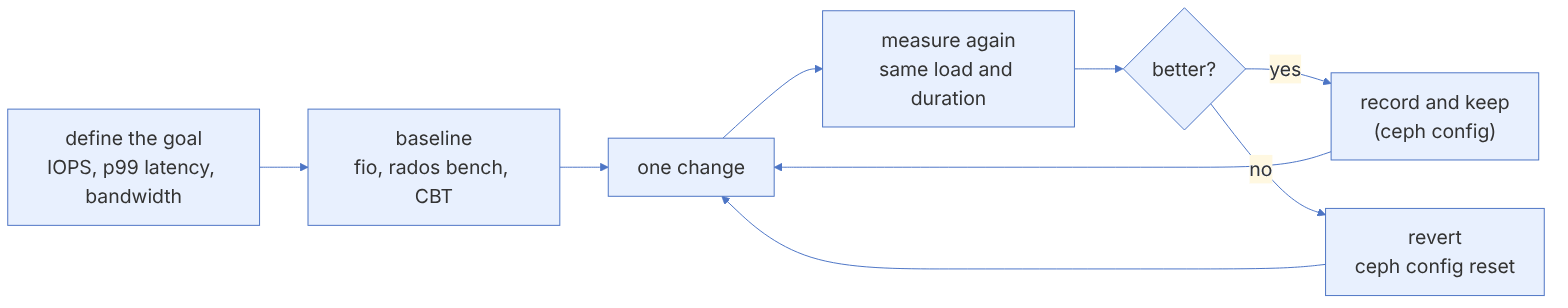 define the goal
IOPS, p99 latency,
bandwidth
baseline
fio, rados bench,
CBT
one change
measure again
same load and
duration
better?
yes
no
record and keep
(ceph config)
revert
ceph config reset